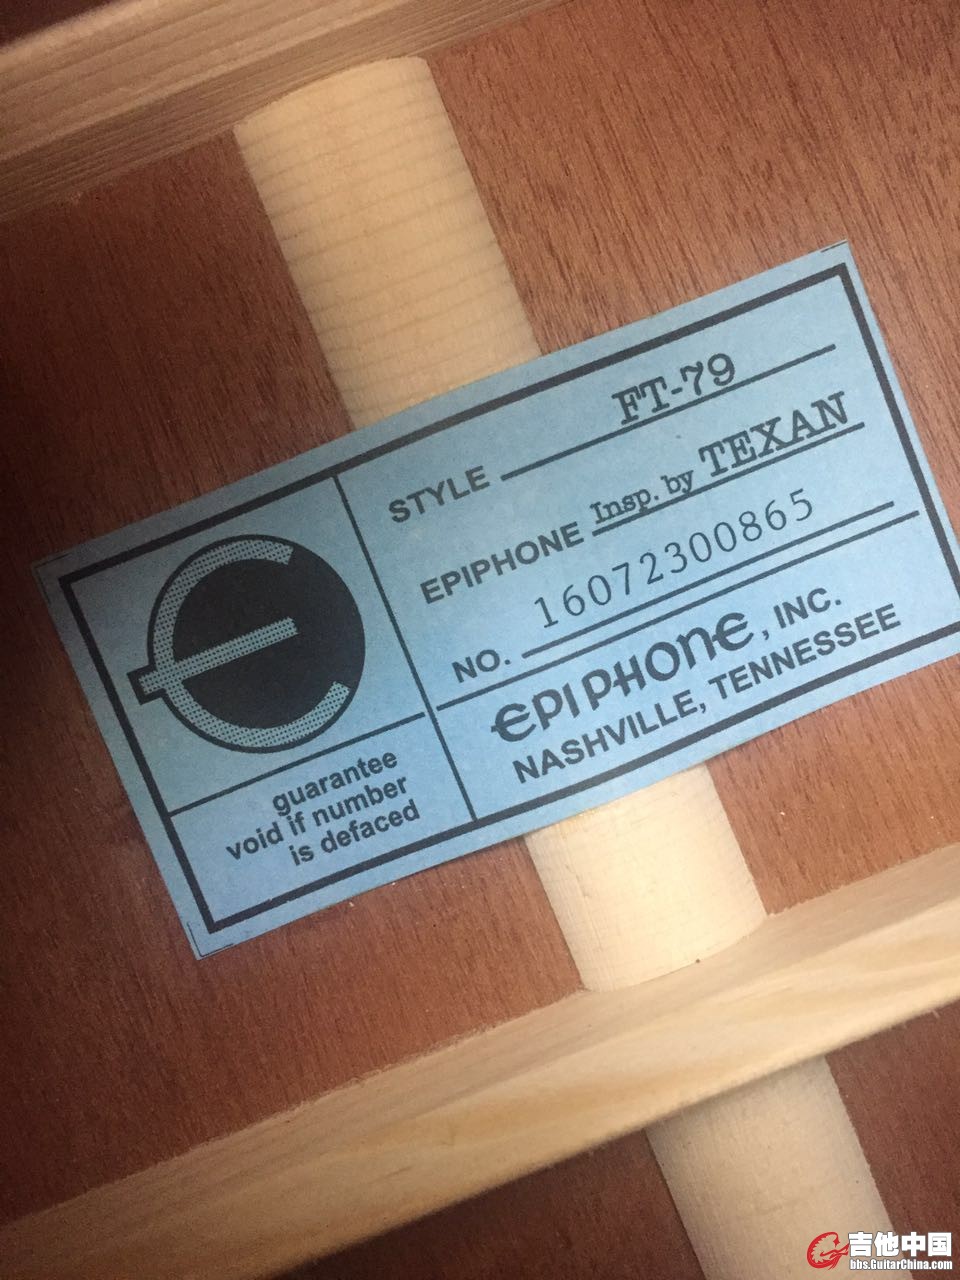 STYLE FT-79
EPIPHONE Insp. by TEXAN
NO. 16072300865
EPIPHONE, INC.
NASHVILLE, TENNESSEE
guarantee
void if number
is defaced
吉他中国
bbs.GuitarChina.com